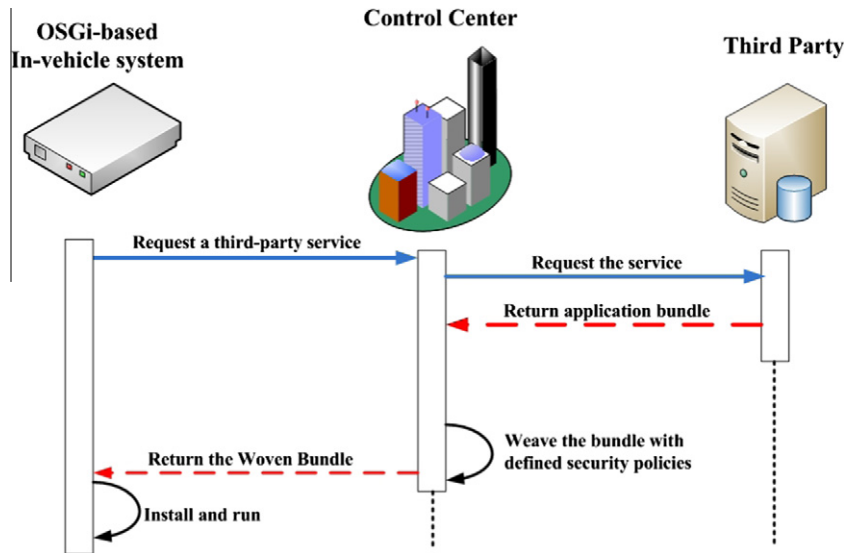 OSGi-based
In-vehicle system
Control Center
Third Party
Request a third-party service
Request the service
Return application bundle
Weave the bundle with
defined security policies
Return the Woven Bundle
Install and run